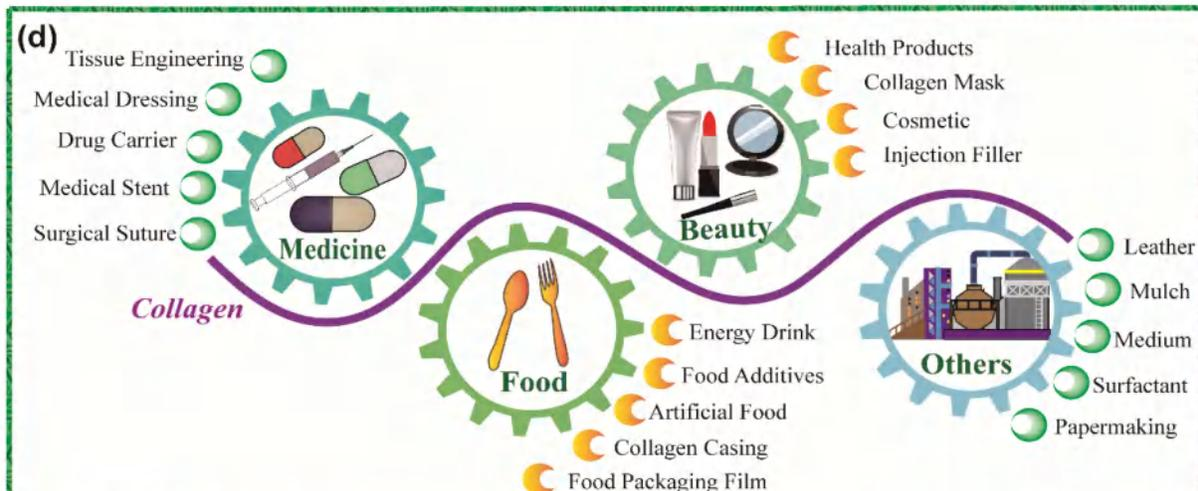 (d)
Tissue Engineering
Medical Dressing
Drug Carrier
Medical Stent
Surgical Suture
Medicine
Collagen
Food
Energy Drink
Food Additives
Artificial Food
Collagen Casing
Food Packaging Film
Health Products
Collagen Mask
Cosmetic
Injection Filler
Beauty
Others
Leather
Mulch
Medium
Surfactant
Papermaking